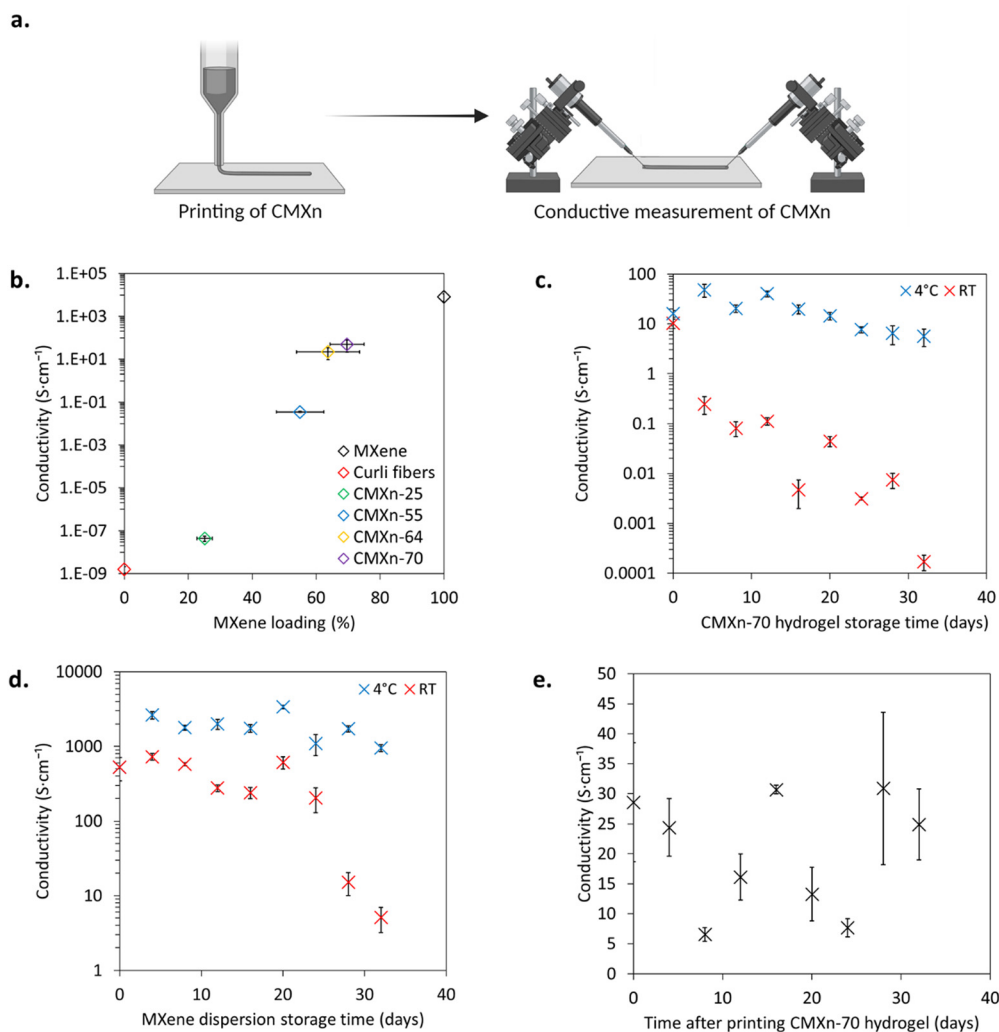 a.
Printing of CMXn
Conductive measurement of CMXn
b.
Conductivity (S·cm⁻¹)
1.E+05
1.E+03
1.E+01
1.E-01
1.E-03
1.E-05
1.E-07
1.E-09
MXene
Curli fibers
CMXn-25
CMXn-55
CMXn-64
CMXn-70
0 20 40 60 80 100
MXene loading (%)
c.
Conductivity (S·cm⁻¹)
4°C RT
100
10
1
0.1
0.01
0.001
0.0001
0 10 20 30 40
CMXn-70 hydrogel storage time (days)
d.
Conductivity (S·cm⁻¹)
4°C RT
10000
1000
100
10
1
0 10 20 30 40
MXene dispersion storage time (days)
e.
Conductivity (S·cm⁻¹)
50
45
40
35
30
25
20
15
10
5
0
0 10 20 30 40
Time after printing CMXn-70 hydrogel (days)